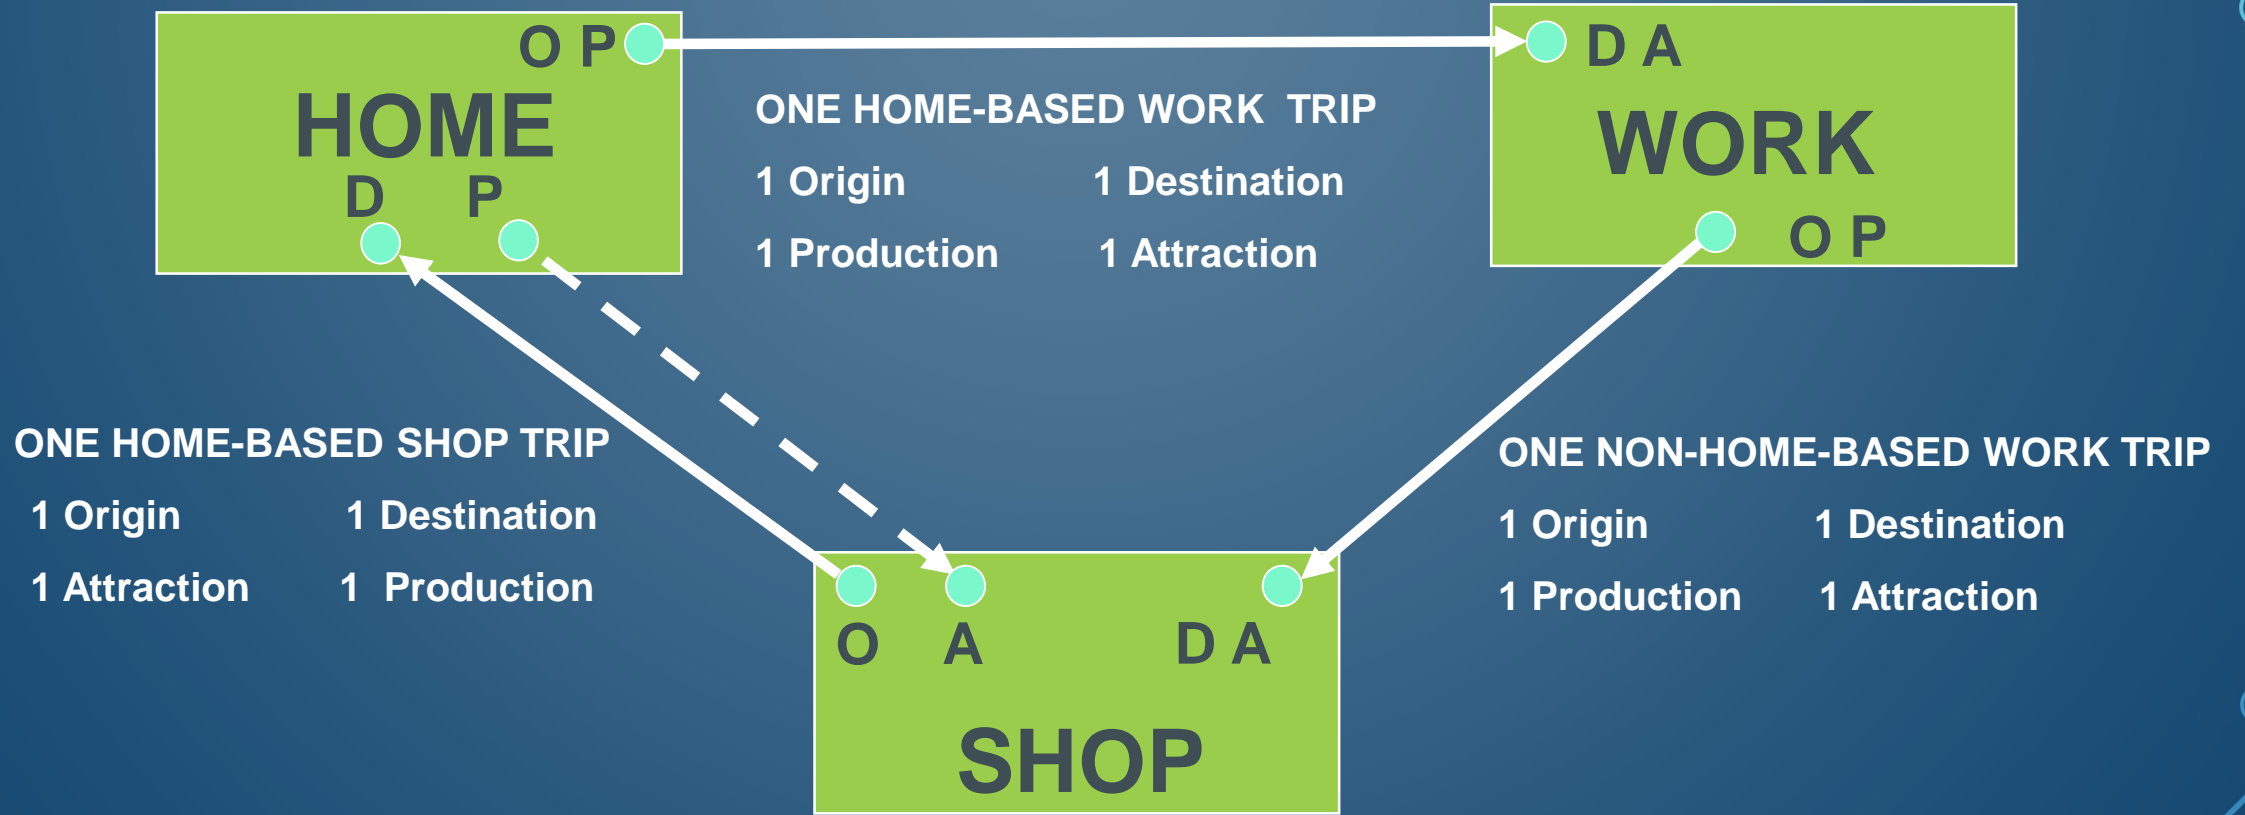 O P
HOME
D P
ONE HOME-BASED WORK TRIP
1 Origin 1 Destination
1 Production 1 Attraction
D A
WORK
O P
ONE HOME-BASED SHOP TRIP
1 Origin 1 Destination
1 Attraction 1 Production
ONE NON-HOME-BASED WORK TRIP
1 Origin 1 Destination
1 Production 1 Attraction
O A D A
SHOP